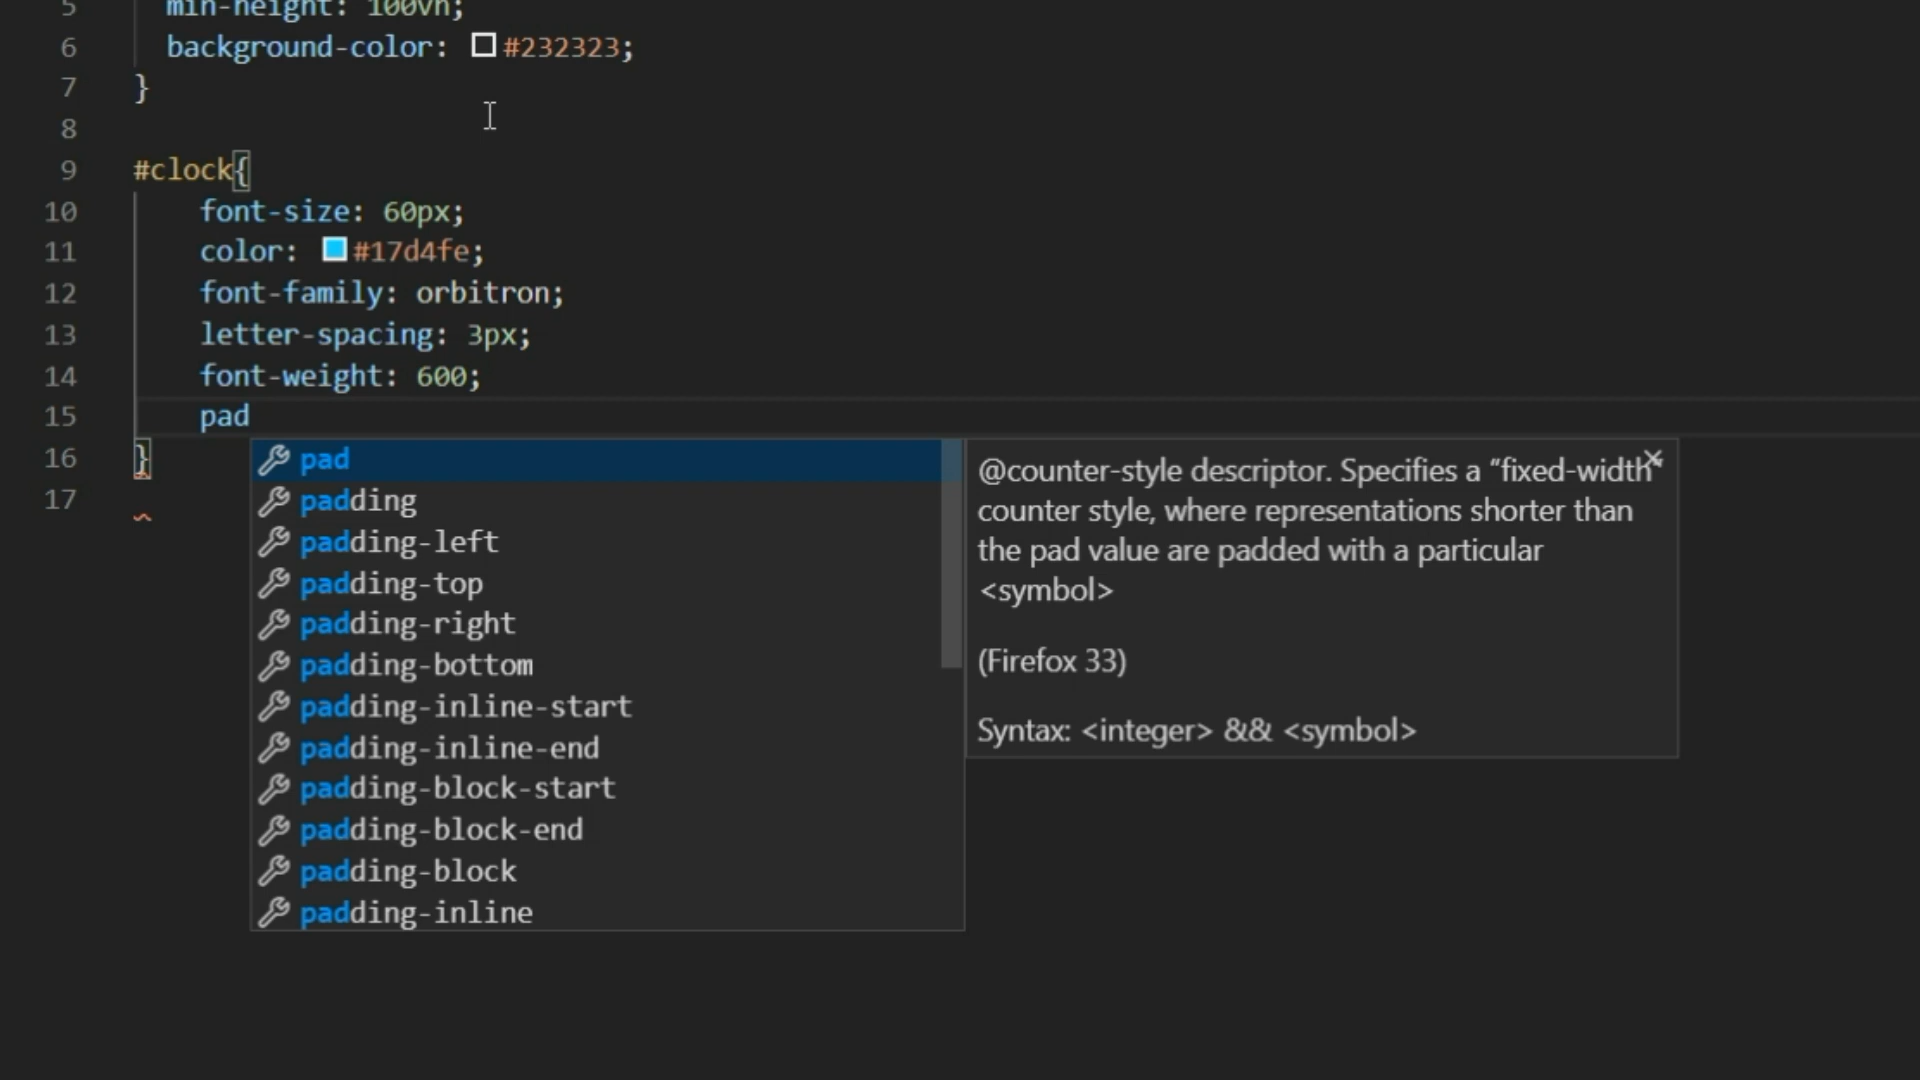 5 min-height: 100vh;
6 background-color: #232323;
7 }
8
9 #clock{
10 font-size: 60px;
11 color: #17d4fe;
12 font-family: orbitron;
13 letter-spacing: 3px;
14 font-weight: 600;
15 pad
16 }
17
pad
padding
padding-left
padding-top
padding-right
padding-bottom
padding-inline-start
padding-inline-end
padding-block-start
padding-block-end
padding-block
padding-inline
@counter-style descriptor. Specifies a “fixed-width”
counter style, where representations shorter than
the pad value are padded with a particular
<symbol>
(Firefox 33)
Syntax: <integer> && <symbol>